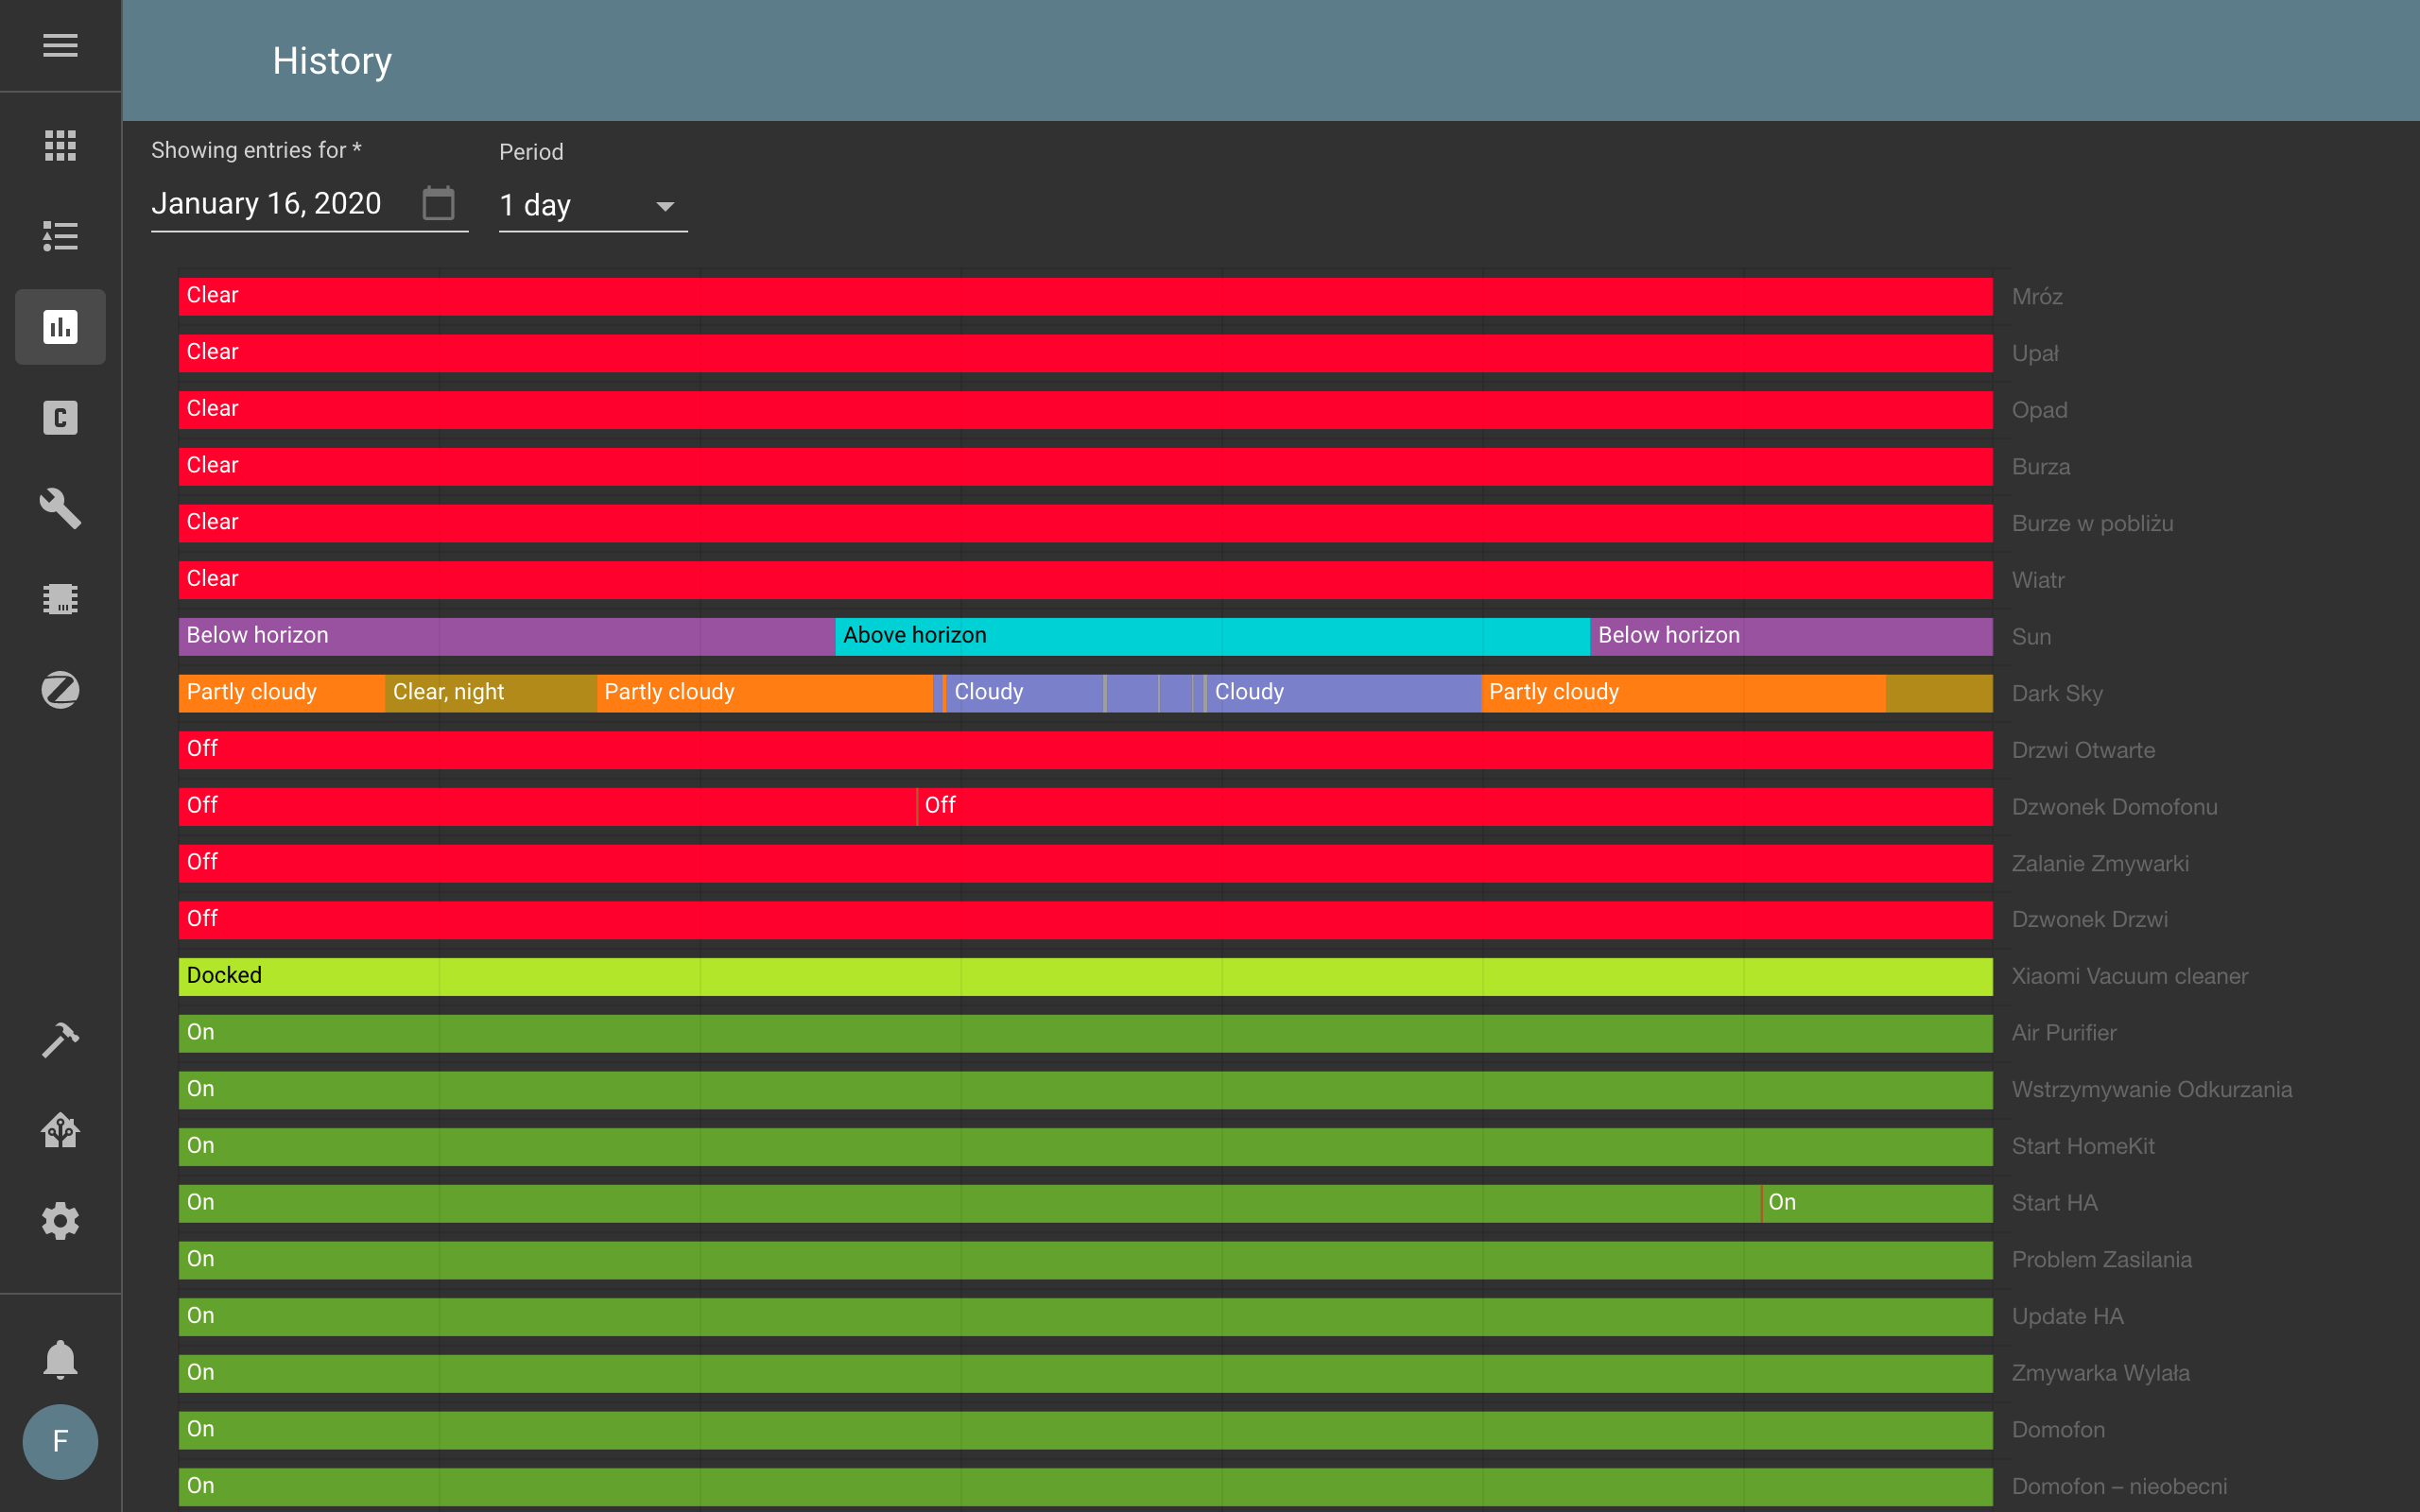 History
Showing entries for *
Period
January 16, 2020
1 day
Clear Mróz
Clear Upał
Clear Opad
Clear Burza
Clear Burze w pobliżu
Clear Wiatr
Below horizon Above horizon Below horizon Sun
Partly cloudy Clear, night Partly cloudy Cloudy Cloudy Partly cloudy Dark Sky
Off Drzwi Otwarte
Off Off Dzwonek Domofonu
Off Zalanie Zmywarki
Off Dzwonek Drzwi
Docked Xiaomi Vacuum cleaner
On Air Purifier
On Wstrzymywanie Odkurzania
On Start HomeKit
On On Start HA
On Problem Zasilania
On Update HA
On Zmywarka Wylała
On Domofon
On Domofon – nieobecni
C
F